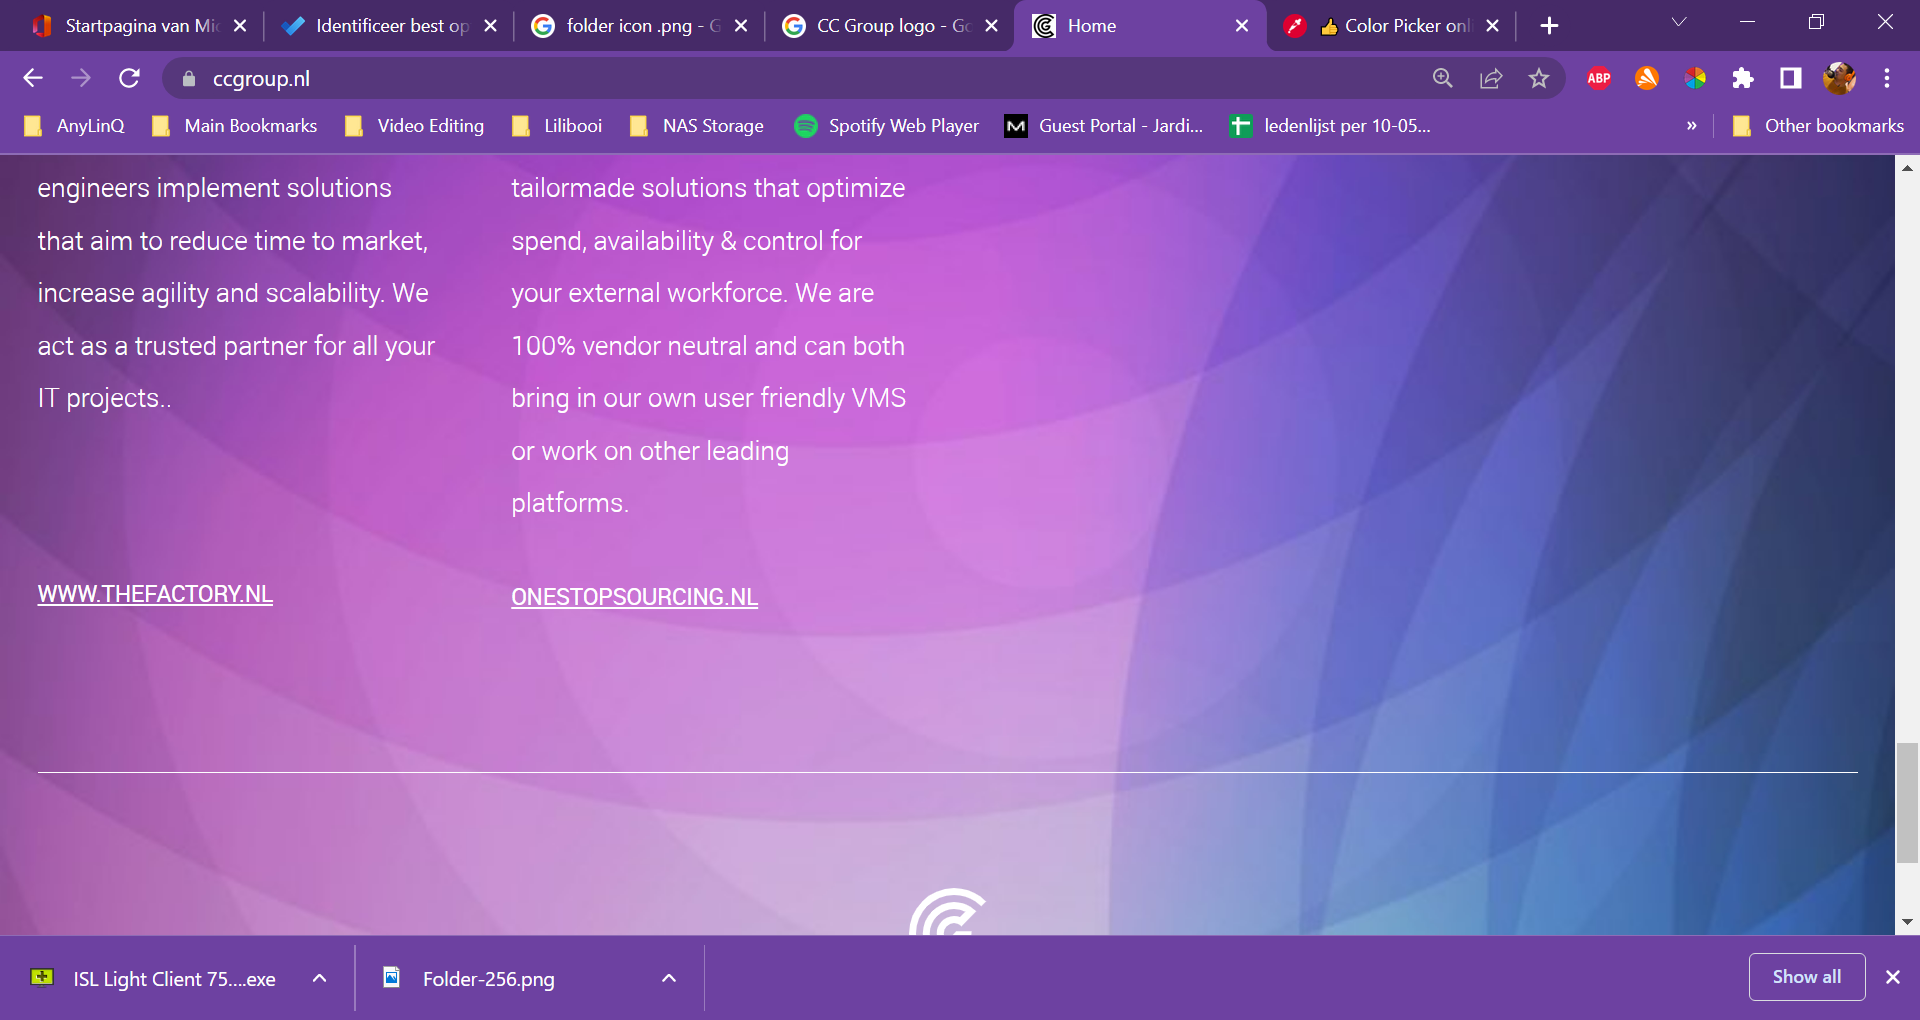 Startpagina van Mic
Identificeer best op
folder icon .png - G
CC Group logo - Go
Home
Color Picker onli
ccgroup.nl
ABP
AnyLinQ
Main Bookmarks
Video Editing
Lilibooi
NAS Storage
Spotify Web Player
M
Guest Portal - Jardi...
ledenlijst per 10-05...
»
Other bookmarks
engineers implement solutions
that aim to reduce time to market,
increase agility and scalability. We
act as a trusted partner for all your
IT projects..
WWW.THEFACTORY.NL
tailormade solutions that optimize
spend, availability & control for
your external workforce. We are
100% vendor neutral and can both
bring in our own user friendly VMS
or work on other leading
platforms.
ONESTOPSOURCING.NL
ISL Light Client 75....exe
Folder-256.png
Show all